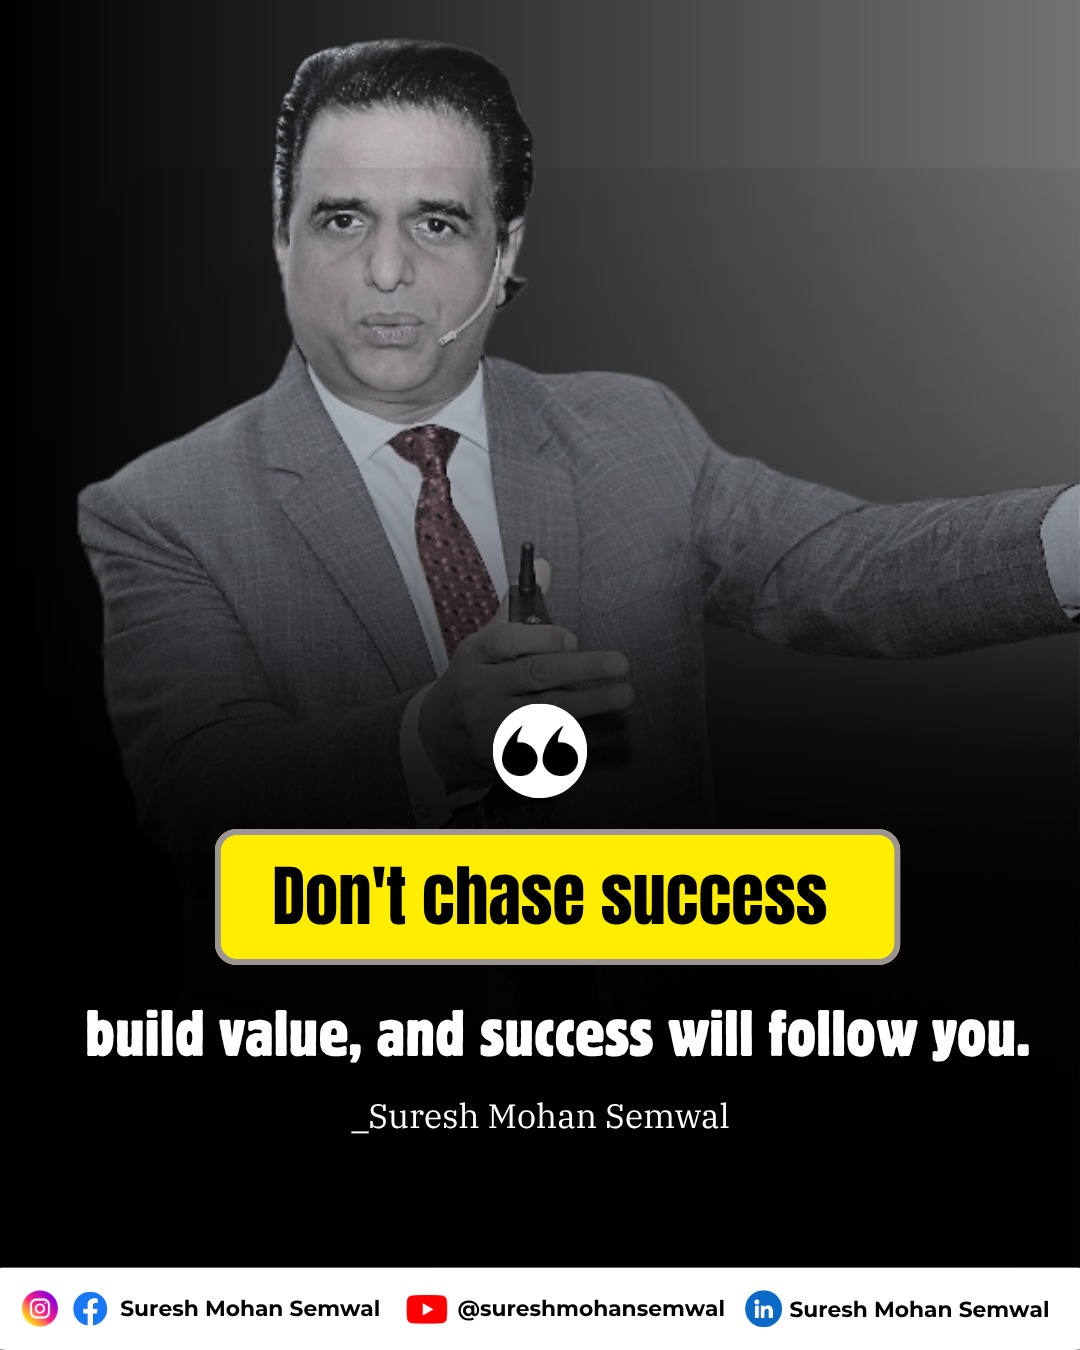 Don't chase success
build value, and success will follow you.
_Suresh Mohan Semwal
Suresh Mohan Semwal @sureshmohansemwal Suresh Mohan Semwal